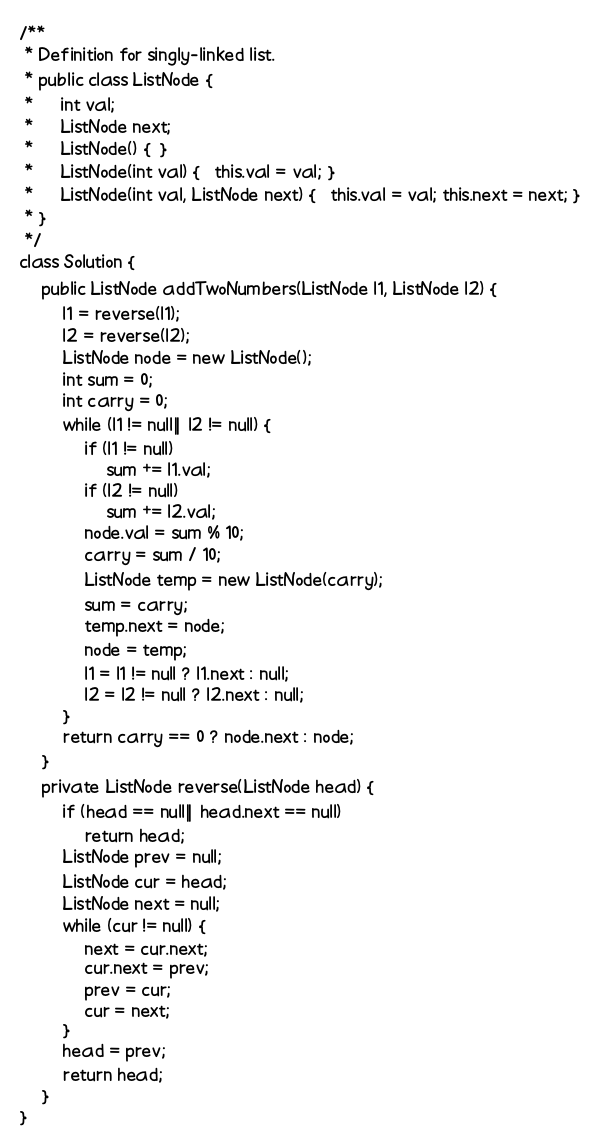 /**
 * Definition for singly-linked list.
 * public class ListNode {
 *     int val;
 *     ListNode next;
 *     ListNode() { }
 *     ListNode(int val) {  this.val = val; }
 *     ListNode(int val, ListNode next) {  this.val = val; this.next = next; }
 * }
 */
class Solution {
    public ListNode addTwoNumbers(ListNode l1, ListNode l2) {
        l1 = reverse(l1);
        l2 = reverse(l2);
        ListNode node = new ListNode();
        int sum = 0;
        int carry = 0;
        while (l1 != null|| l2 != null) {
            if (l1 != null)
                sum += l1.val;
            if (l2 != null)
                sum += l2.val;
            node.val = sum % 10;
            carry = sum / 10;
            ListNode temp = new ListNode(carry);
            sum = carry;
            temp.next = node;
            node = temp;
            l1 = l1 != null ? l1.next : null;
            l2 = l2 != null ? l2.next : null;
        }
        return carry == 0 ? node.next : node;
    }
    private ListNode reverse(ListNode head) {
        if (head == null|| head.next == null)
            return head;
        ListNode prev = null;
        ListNode cur = head;
        ListNode next = null;
        while (cur != null) {
            next = cur.next;
            cur.next = prev;
            prev = cur;
            cur = next;
        }
        head = prev;
        return head;
    }
}